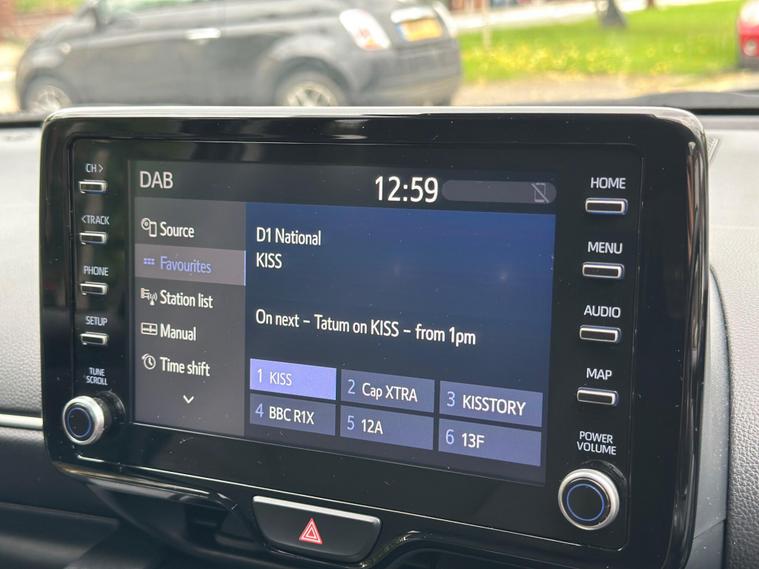 CH >
<TRACK
PHONE
SETUP
TUNE
SCROLL
DAB
12:59
Source
Favourites
Station list
Manual
Time shift
D1 National
KISS
On next – Tatum on KISS – from 1pm
1 KISS
2 Cap XTRA
3 KISSTORY
4 BBC R1X
5 12A
6 13F
HOME
MENU
AUDIO
MAP
POWER
VOLUME